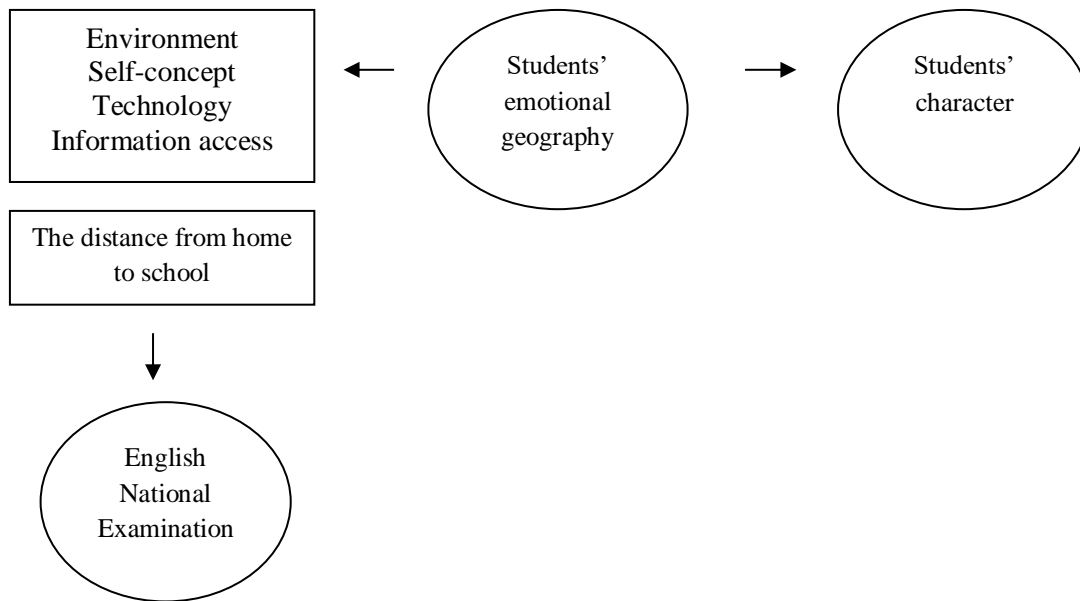 Environment
Self-concept
Technology
Information access
Students’
emotional
geography
Students’
character
The distance from home
to school
English
National
Examination